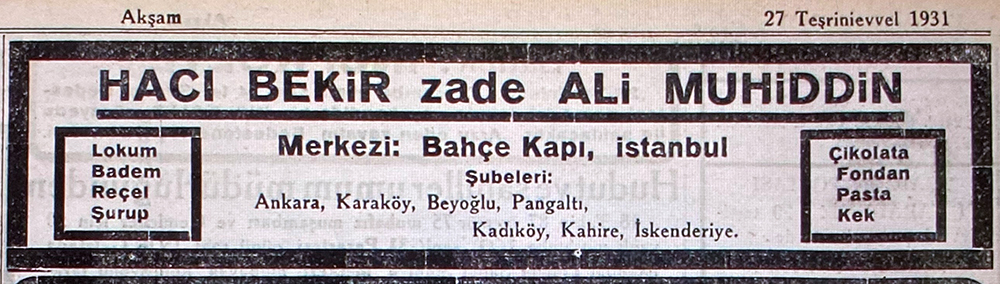 Akşam
27 Teşrinievvel 1931
HACI BEKiR zade ALi MUHiDDiN
Lokum
Badem
Reçel
Şurup
Merkezi: Bahçe Kapı, istanbul
Şubeleri:
Ankara, Karaköy, Beyoğlu, Pangaltı,
Kadıköy, Kahire, İskenderiye.
Çikolata
Fondan
Pasta
Kek